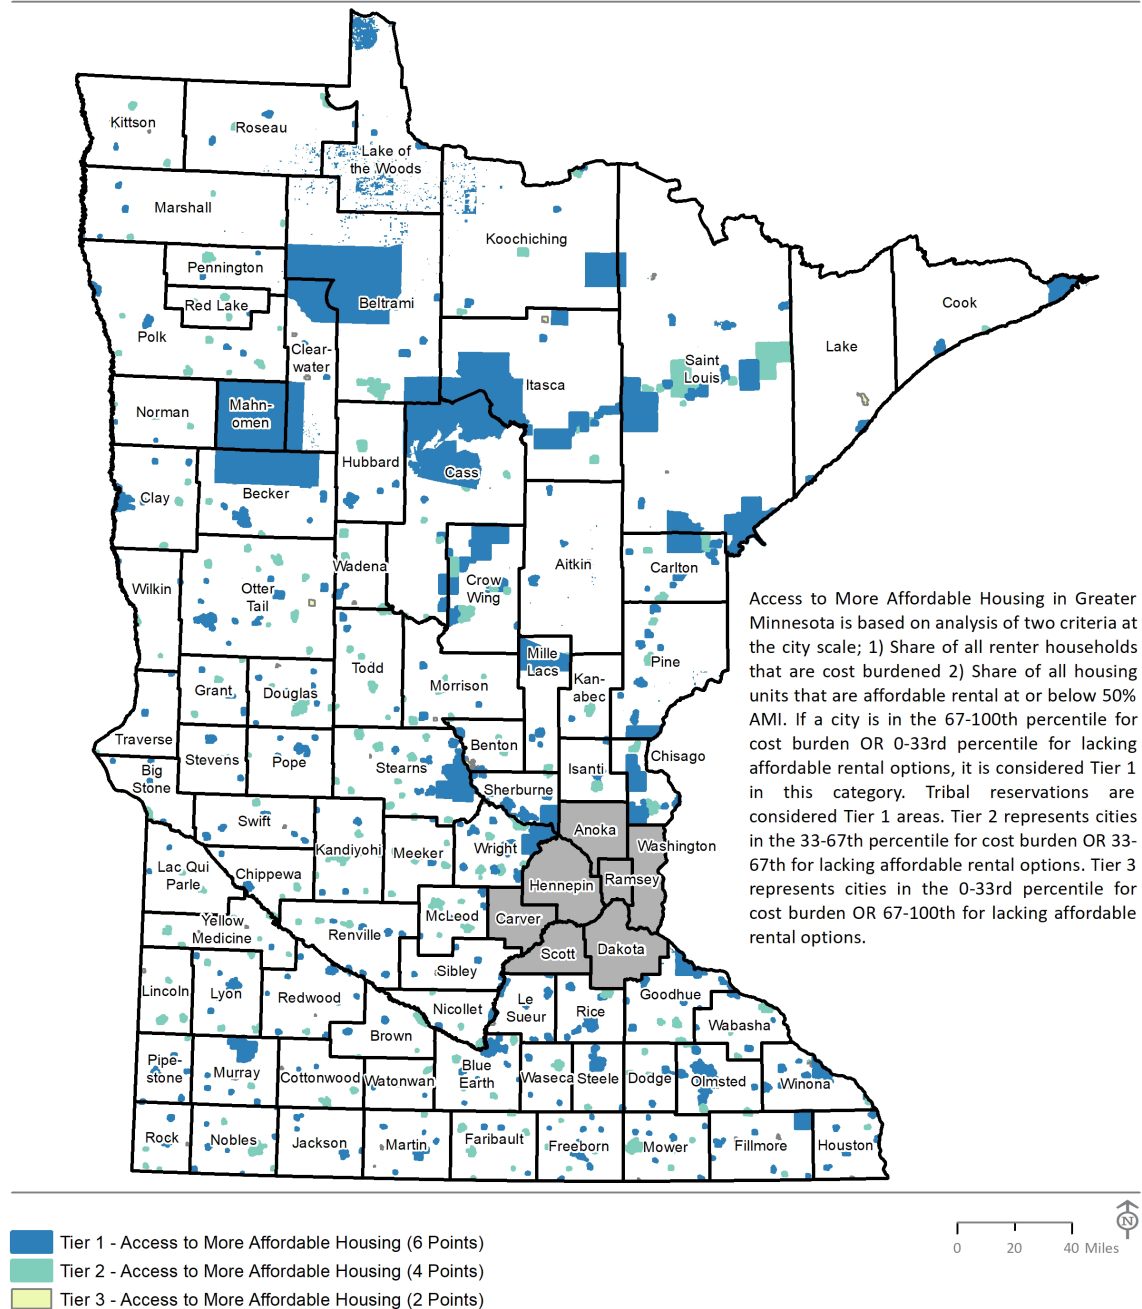 Kittson
Roseau
Lake of
the Woods
Marshall
Koochiching
Pennington
Red Lake
Beltrami
Cook
Polk
Clear-
water
Lake
Saint
Louis
Itasca
Norman
Mahn-
omen
Hubbard
Cass
Clay
Becker
Wadena
Aitkin
Carlton
Wilkin
Otter
Tail
Crow
Wing
Access to More Affordable Housing in Greater
Minnesota is based on analysis of two criteria at
the city scale; 1) Share of all renter households
that are cost burdened 2) Share of all housing
units that are affordable rental at or below 50%
AMI. If a city is in the 67-100th percentile for
cost burden OR 0-33rd percentile for lacking
affordable rental options, it is considered Tier 1
in this category. Tribal reservations are
considered Tier 1 areas. Tier 2 represents cities
in the 33-67th percentile for cost burden OR 33-
67th for lacking affordable rental options. Tier 3
represents cities in the 0-33rd percentile for
cost burden OR 67-100th for lacking affordable
rental options.
Mille
Lacs
Pine
Todd
Kan-
abec
Grant
Douglas
Morrison
Traverse
Benton
Chisago
Stevens
Pope
Stearns
Isanti
Big
Stone
Sherburne
Swift
Anoka
Kandiyohi
Meeker
Wright
Washington
Lac Qui
Parle
Chippewa
Hennepin
Ramsey
McLeod
Carver
Yellow
Medicine
Renville
Scott
Dakota
Sibley
Lincoln
Lyon
Redwood
Goodhue
Nicollet
Le
Sueur
Rice
Wabasha
Brown
Pipe-
stone
Murray
Cottonwood
Watonwan
Blue
Earth
Waseca
Steele
Dodge
Olmsted
Winona
Rock
Nobles
Jackson
Martin
Faribault
Freeborn
Mower
Fillmore
Houston
N
0 20 40 Miles
Tier 1 - Access to More Affordable Housing (6 Points)
Tier 2 - Access to More Affordable Housing (4 Points)
Tier 3 - Access to More Affordable Housing (2 Points)